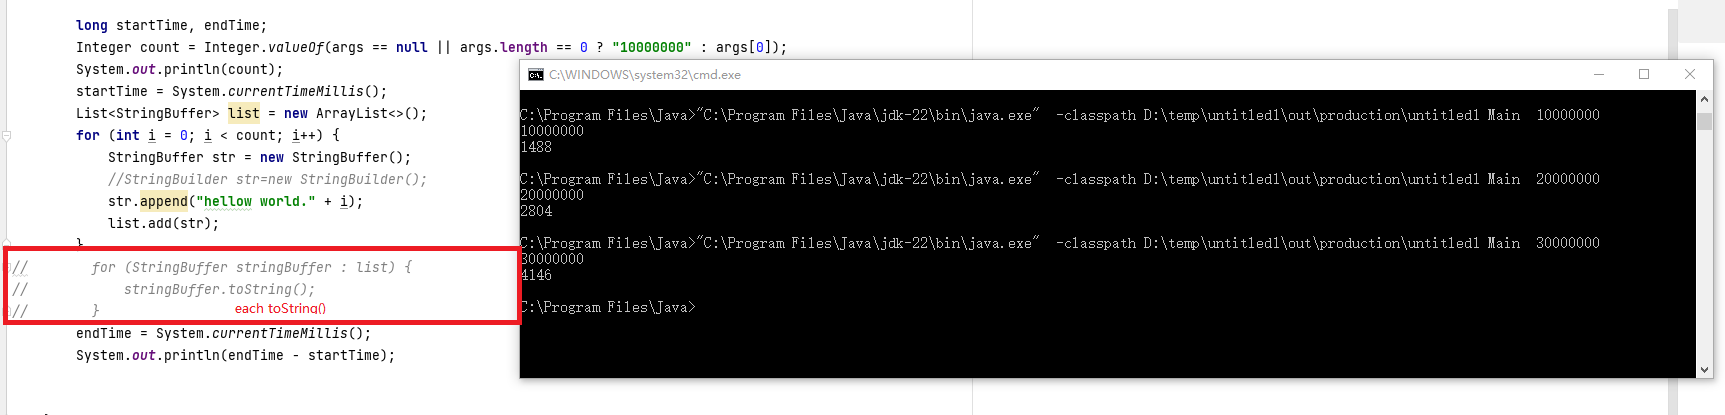 long startTime, endTime;
Integer count = Integer.valueOf(args == null || args.length == 0 ? "10000000" : args[0]);
System.out.println(count);
startTime = System.currentTimeMillis();
List<StringBuffer> list = new ArrayList<>();
for (int i = 0; i < count; i++) {
StringBuffer str = new StringBuffer();
//StringBuilder str=new StringBuilder();
str.append("hellow world." + i);
list.add(str);
}
// for (StringBuffer stringBuffer : list) {
// stringBuffer.toString();
// }
each toString()
endTime = System.currentTimeMillis();
System.out.println(endTime - startTime);
C:\WINDOWS\system32\cmd.exe
C:\Program Files\Java>"C:\Program Files\Java\jdk-22\bin\java.exe" -classpath D:\temp\untitled1\out\production\untitled1 Main 10000000
10000000
1488
C:\Program Files\Java>"C:\Program Files\Java\jdk-22\bin\java.exe" -classpath D:\temp\untitled1\out\production\untitled1 Main 20000000
20000000
2804
C:\Program Files\Java>"C:\Program Files\Java\jdk-22\bin\java.exe" -classpath D:\temp\untitled1\out\production\untitled1 Main 30000000
30000000
4146
C:\Program Files\Java>